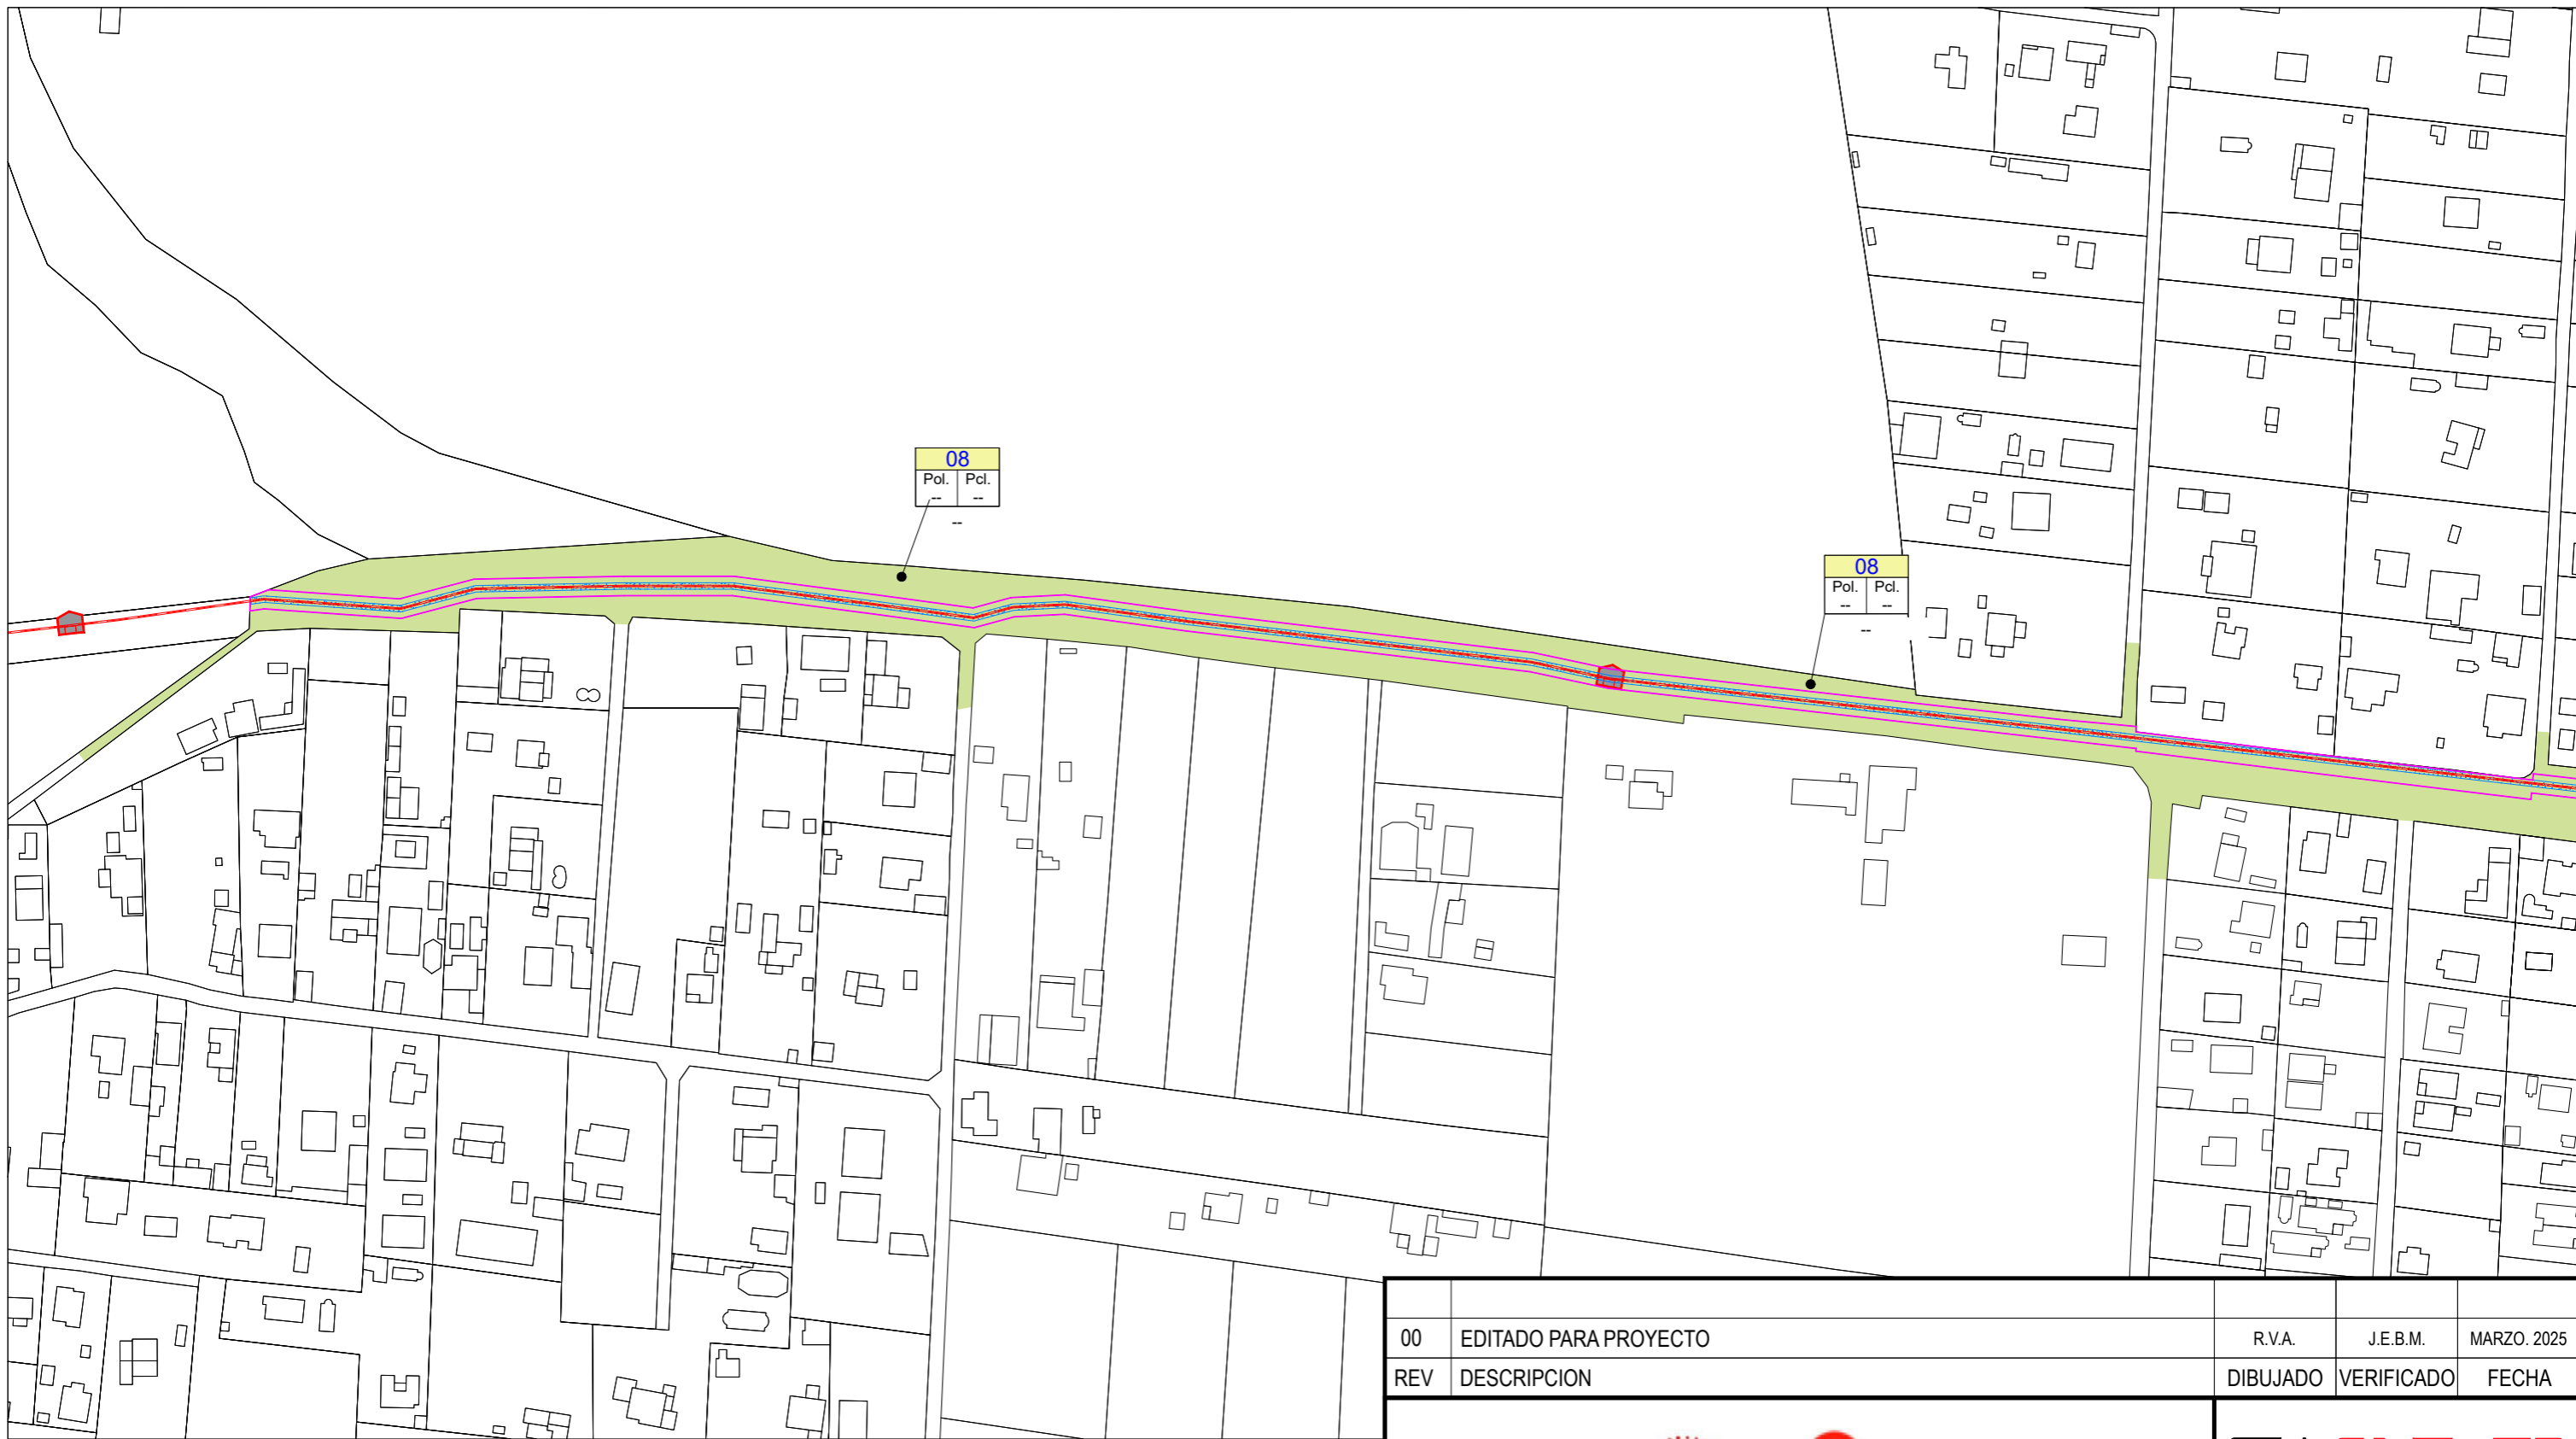 08
Pol. Pcl.
-- --
--
08
Pol. Pcl.
-- --
--
00 EDITADO PARA PROYECTO R.V.A. J.E.B.M. MARZO. 2025
REV DESCRIPCION DIBUJADO VERIFICADO FECHA